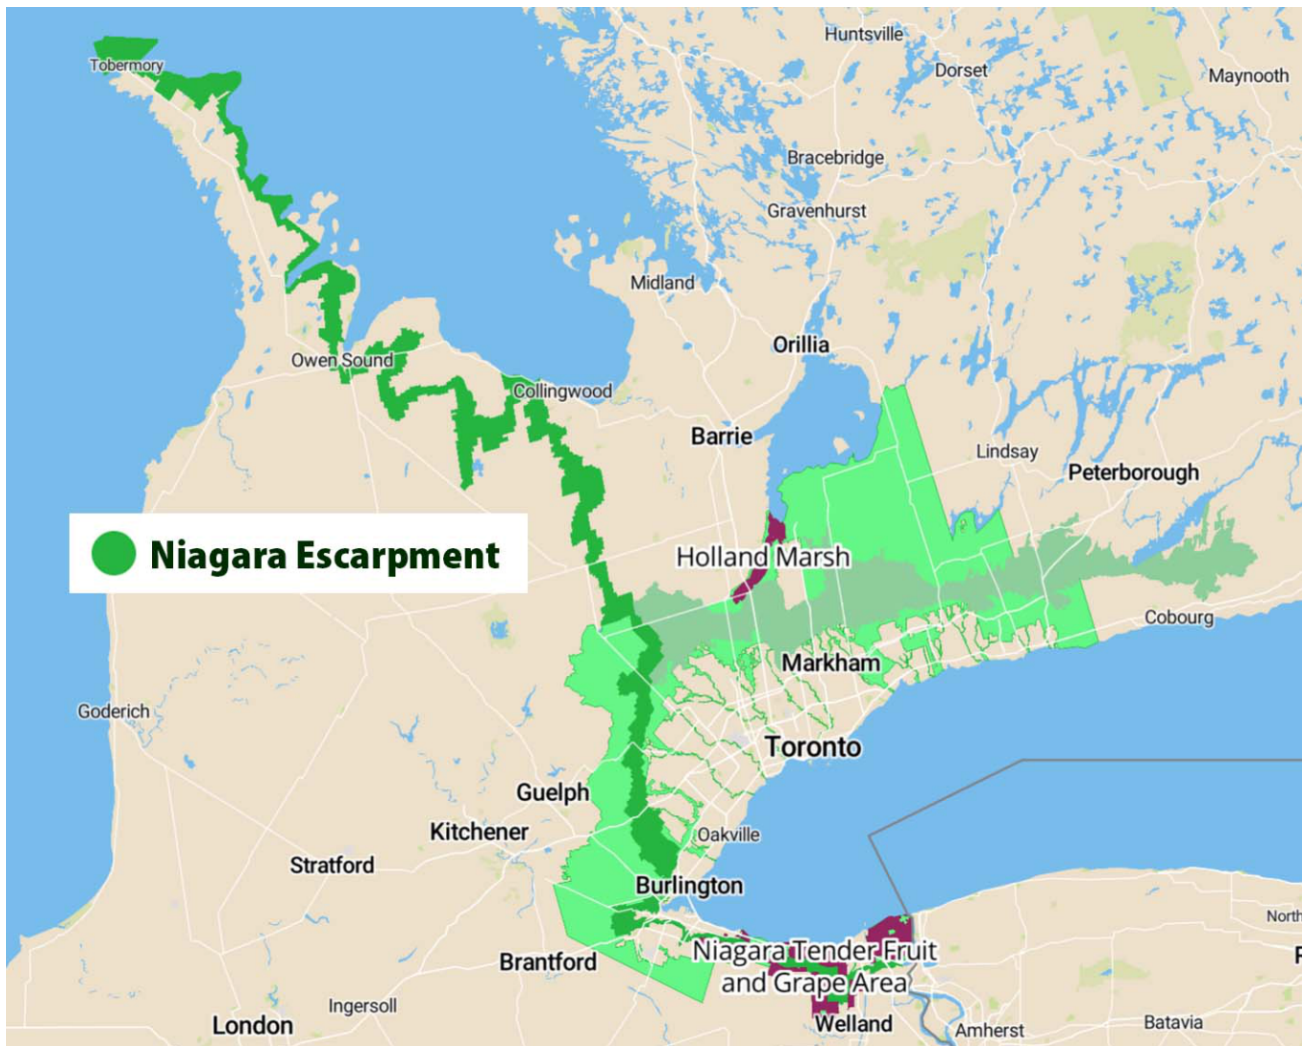 Huntsville
Tobermory
Dorset
Maynooth
Bracebridge
Gravenhurst
Midland
Orillia
Owen Sound
Collingwood
Barrie
Lindsay
Peterborough
Niagara Escarpment
Holland Marsh
Cobourg
Markham
Goderich
Toronto
Guelph
Kitchener
Oakville
Stratford
Burlington
North
Niagara Tender Fruit
and Grape Area
Brantford
Ingersoll
London
Welland
Amherst
Batavia